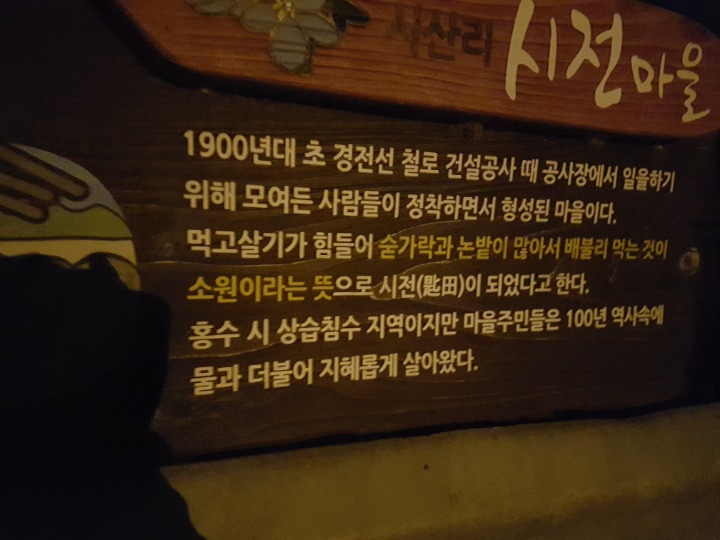 시산리 시전마을
1900년대 초 경전선 철로 건설공사 때 공사장에서 일을하기
위해 모여든 사람들이 정착하면서 형성된 마을이다.
먹고살기가 힘들어 숟가락과 논밭이 많아서 배불리 먹는 것이
소원이라는 뜻으로 시전(匙田)이 되었다고 한다.
홍수 시 상습침수 지역이지만 마을주민들은 100년 역사속에
물과 더불어 지혜롭게 살아왔다.